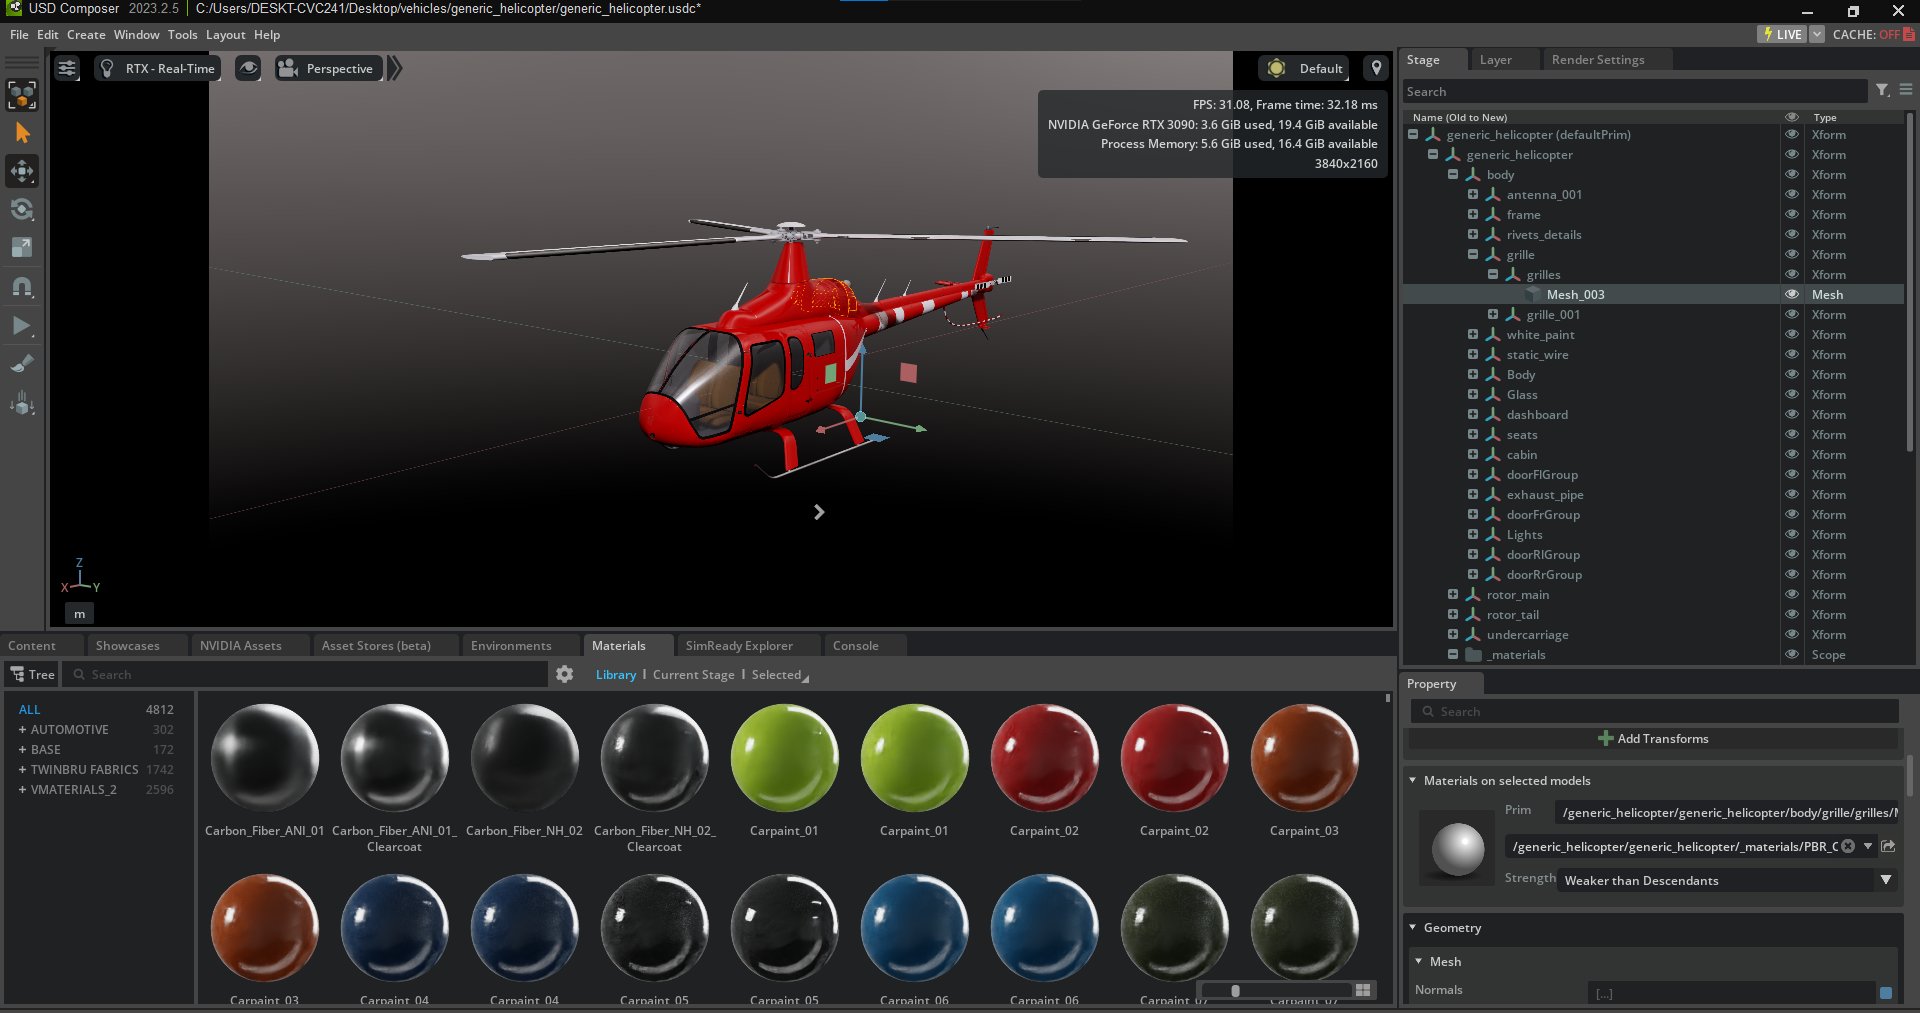 USD Composer 2023.2.5 C:/Users/DESKT-CVC241/Desktop/vehicles/generic_helicopter/generic_helicopter.usdc*
File Edit Create Window Tools Layout Help
LIVE CACHE: OFF
RTX - Real-Time Perspective Default
FPS: 31.08, Frame time: 32.18 ms
NVIDIA GeForce RTX 3090: 3.6 GiB used, 19.4 GiB available
Process Memory: 5.6 GiB used, 16.4 GiB available
3840x2160
Z
X Y
m
Stage Layer Render Settings
Search
Name (Old to New) Type
generic_helicopter (defaultPrim) Xform
generic_helicopter Xform
body Xform
antenna_001 Xform
frame Xform
rivets_details Xform
grille Xform
grilles Xform
Mesh_003 Mesh
grille_001 Xform
white_paint Xform
static_wire Xform
Body Xform
Glass Xform
dashboard Xform
seats Xform
cabin Xform
doorFlGroup Xform
exhaust_pipe Xform
doorFrGroup Xform
Lights Xform
doorRlGroup Xform
doorRrGroup Xform
rotor_main Xform
rotor_tail Xform
undercarriage Xform
_materials Scope
Content Showcases NVIDIA Assets Asset Stores (beta) Environments Materials SimReady Explorer Console
Tree Search Library Current Stage Selected
ALL 4812
+ AUTOMOTIVE 302
+ BASE 172
+ TWINBRU FABRICS 1742
+ VMATERIALS_2 2596
Carbon_Fiber_ANI_01 Carbon_Fiber_ANI_01_ Carbon_Fiber_NH_02 Carbon_Fiber_NH_02_ Carpaint_01 Carpaint_01 Carpaint_02 Carpaint_02 Carpaint_03
Clearcoat Clearcoat
Carpaint_03 Carpaint_04 Carpaint_04 Carpaint_05 Carpaint_05 Carpaint_06 Carpaint_06 Carpaint_07 Carpaint_07
Property
Search
Add Transforms
Materials on selected models
Prim /generic_helicopter/generic_helicopter/body/grille/grilles/
/generic_helicopter/generic_helicopter/_materials/PBR_
Strength Weaker than Descendants
Geometry
Mesh
Normals [...]